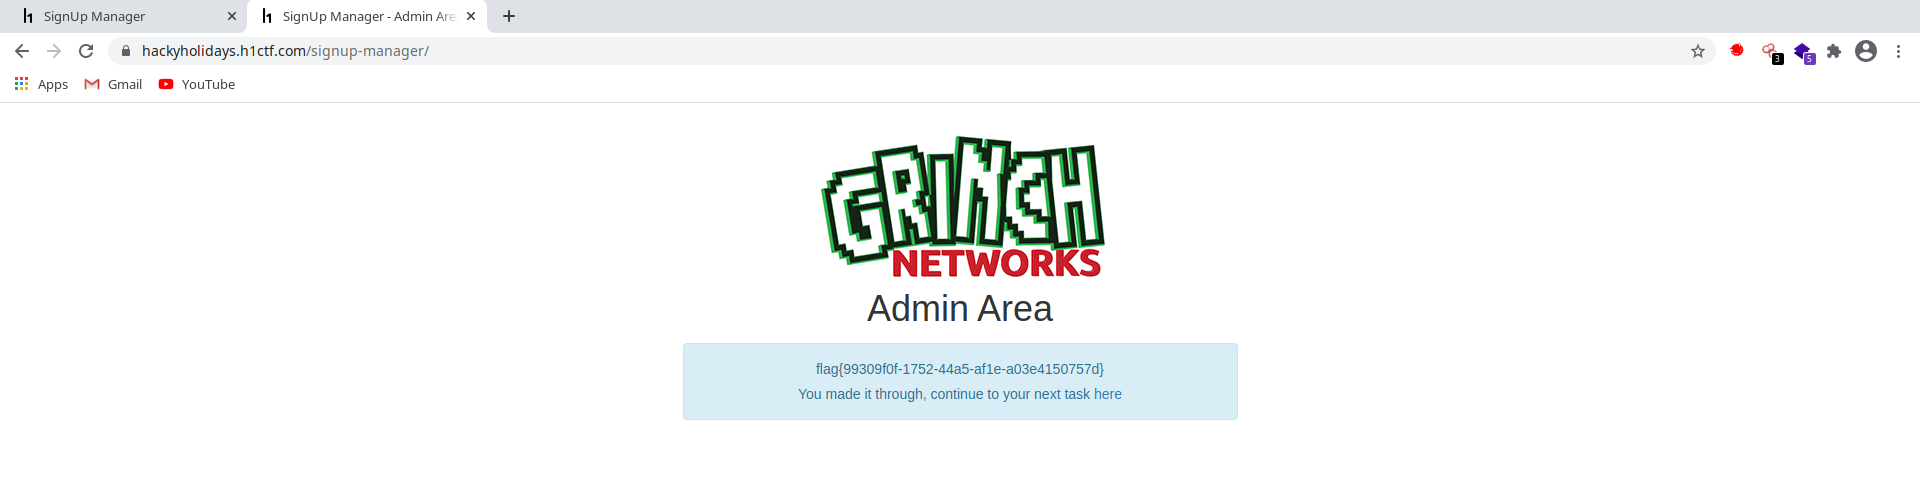 SignUp Manager
SignUp Manager - Admin Are
hackyholidays.h1ctf.com/signup-manager/
3
5
Apps
Gmail
YouTube
GRINCH
NETWORKS
Admin Area
flag{99309f0f-1752-44a5-af1e-a03e4150757d}
You made it through, continue to your next task here